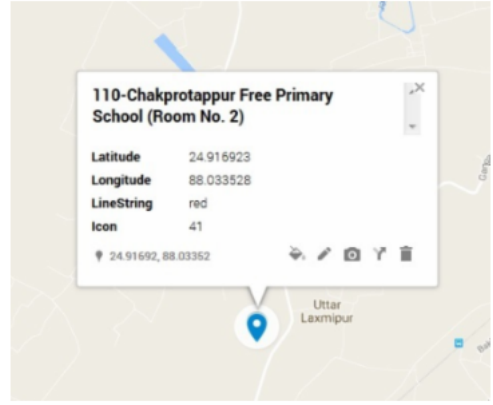 110-Chakprotappur Free Primary
School (Room No. 2)
Latitude 24.916923
Longitude 88.033528
LineString red
Icon 41
24.91692, 88.03352
Uttar
Laxmipur